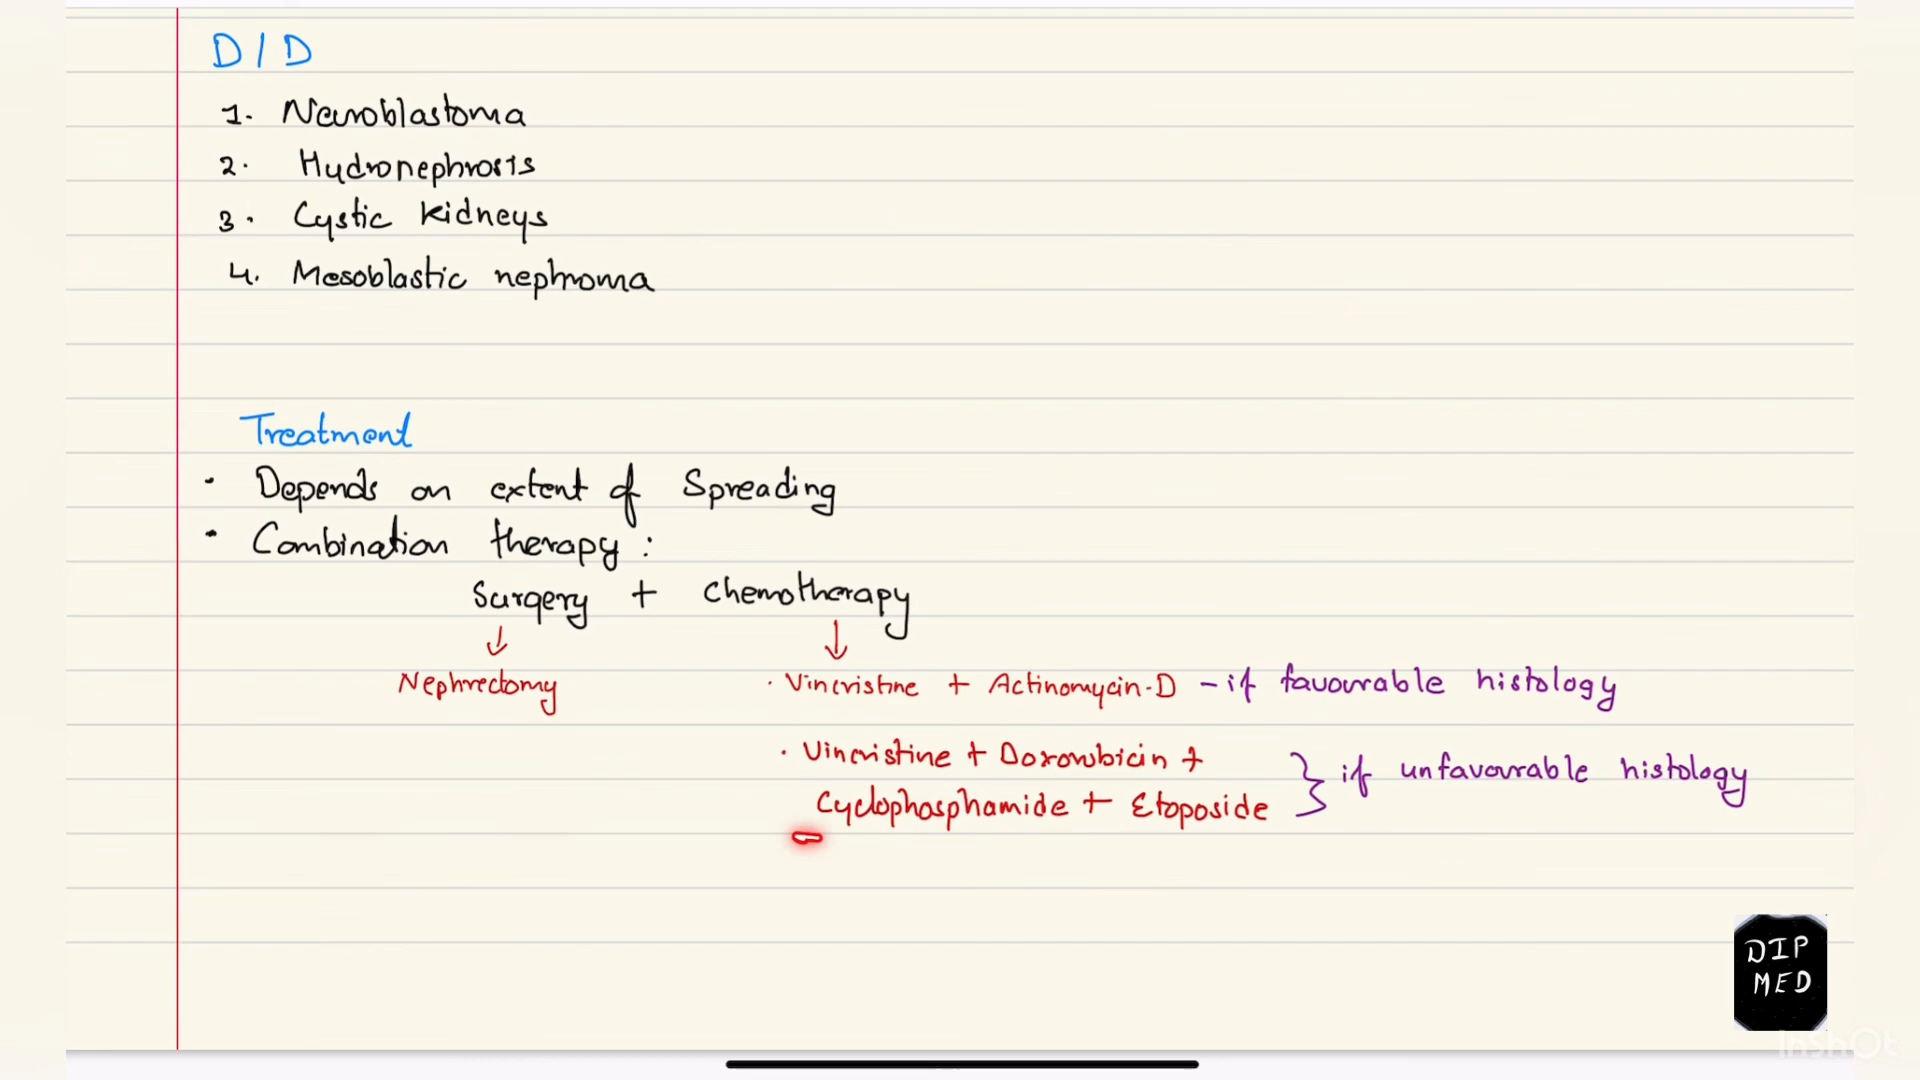 D/D
1. Neuroblastoma
2. Hydronephrosis
3. Cystic kidneys
4. Mesoblastic nephroma
Treatment
• Depends on extent of Spreading
• Combination therapy:
Surgery + Chemotherapy
Nephrectomy
• Vincristine + Actinomycin-D - if favourable histology
• Vincristine + Doxorubicin +
Cyclophosphamide + Etoposide } if unfavourable histology
DIP
MED
InShOt